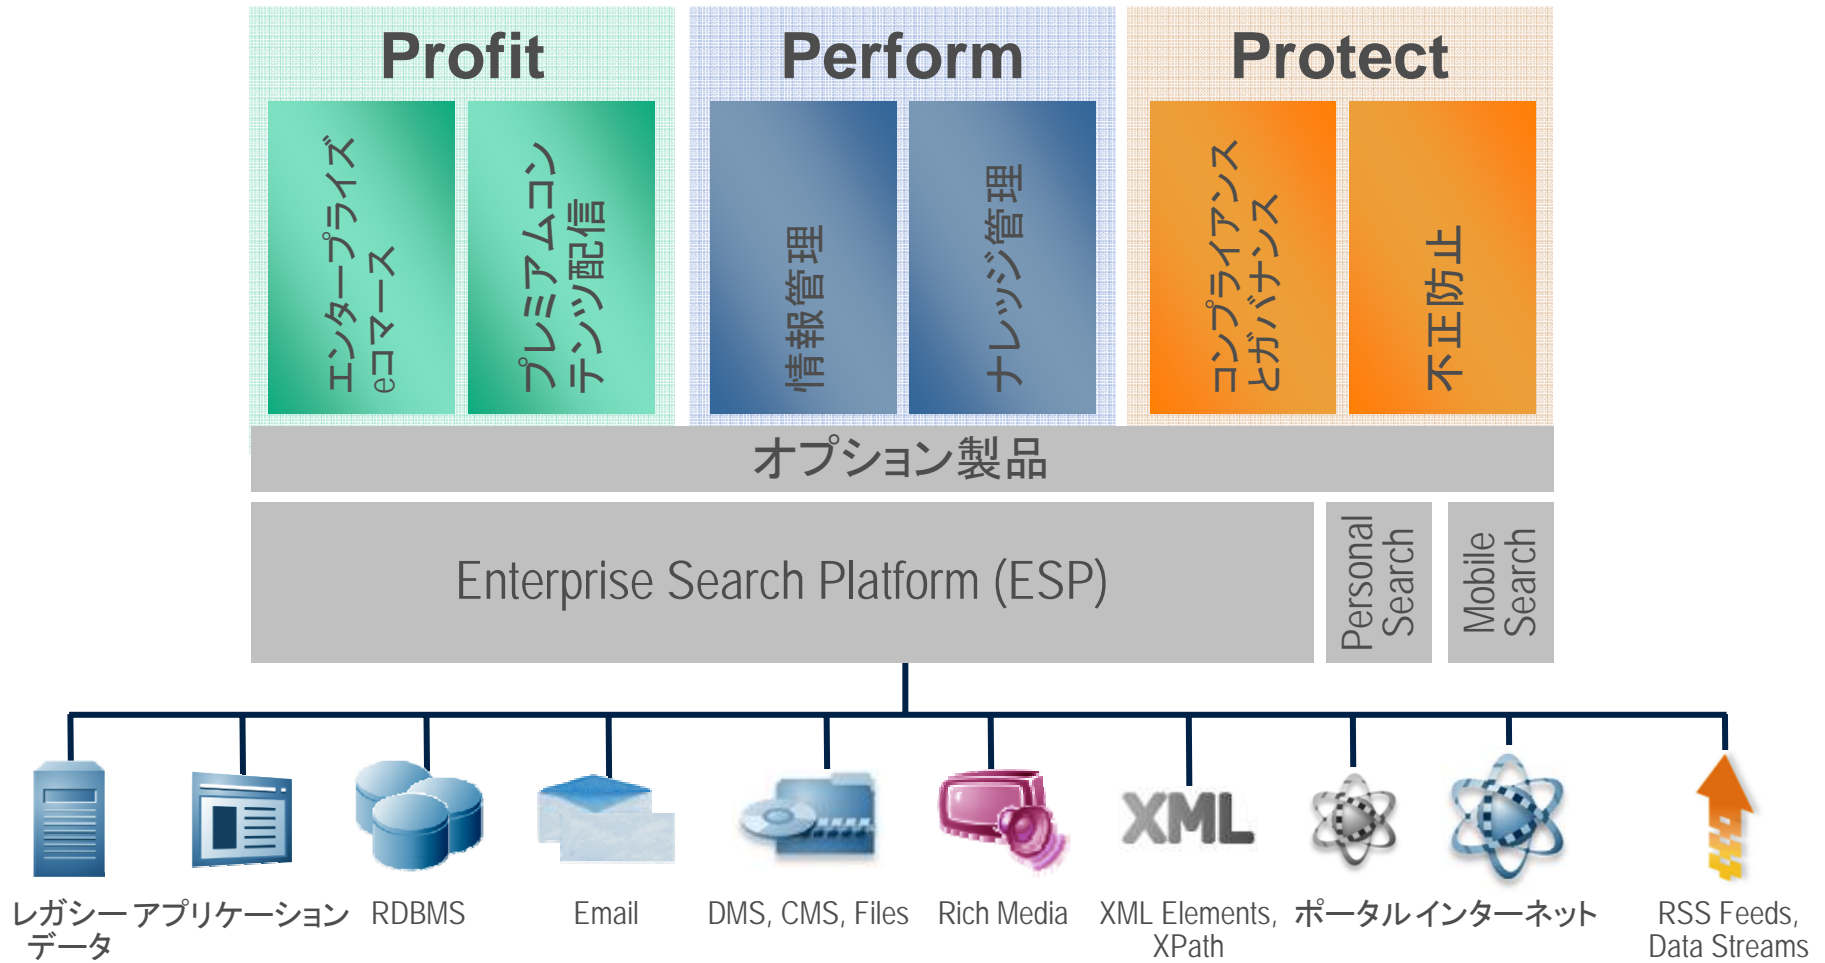 Profit
Perform
Protect
エンタープライズ
eコマース
プレミアムコン
テンツ配信
情報管理
ナレッジ管理
コンプライアンス
とガバナンス
不正防止
オプション製品
Enterprise Search Platform (ESP)
Personal
Search
Mobile
Search
XML
レガシー
データ
アプリケーション
RDBMS
Email
DMS, CMS, Files
Rich Media
XML Elements,
XPath
ポータル
インターネット
RSS Feeds,
Data Streams